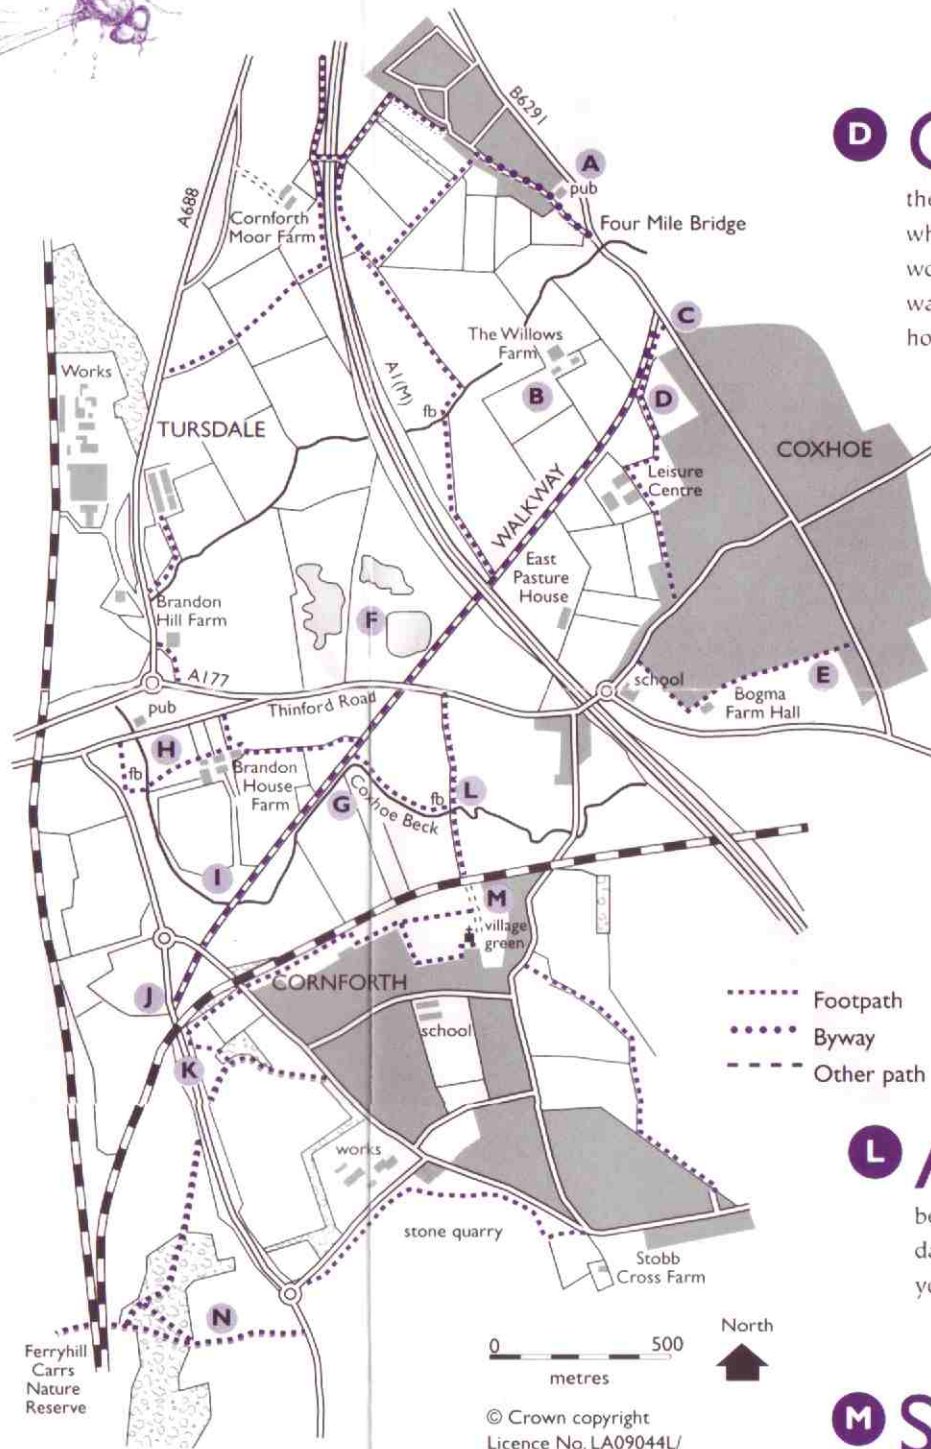 B6291
A
pub
Four Mile Bridge
A688
Cornforth
Moor Farm
D
the
wh
wo
wa
ho
C
The Willows
Farm
A1(M)
Works
B
D
fb
TURSDALE
COXHOE
WALKWAY
Leisure
Centre
East
Pasture
House
Brandon
Hill Farm
F
A177
school
E
Bogma
Farm Hall
pub
Thinford Road
H
fb
Brandon
House
Farm
G
Coxhoe Beck
fb
L
I
M
village
green
CORNFORTH
J
school
Footpath
Byway
Other path
K
L
works
be
da
yo
stone quarry
Stobb
Cross Farm
N
Ferryhill
Carrs
Nature
Reserve
0 500
metres
North
M S
© Crown copyright
Licence No. LA09044L/